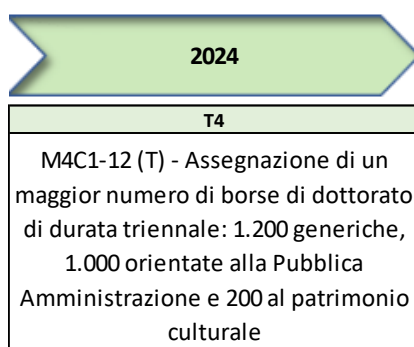 2024
T4
M4C1-12 (T) - Assegnazione di un
maggior numero di borse di dottorato
di durata triennale: 1.200 generiche,
1.000 orientate alla Pubblica
Amministrazione e 200 al patrimonio
culturale